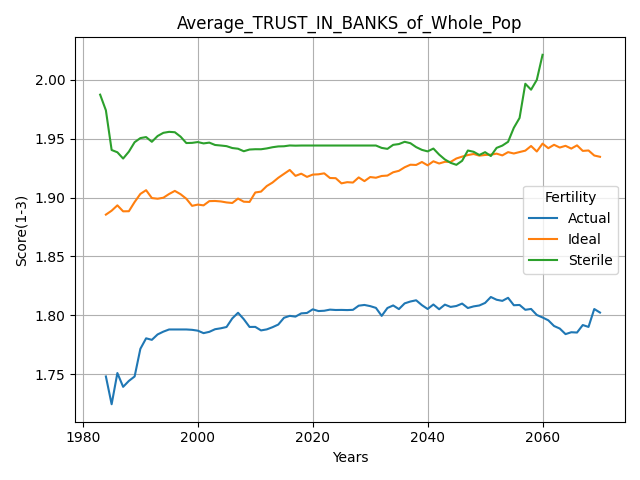 Average_TRUST_IN_BANKS_of_Whole_Pop
Score(1-3)
2.00
1.95
1.90
1.85
1.80
1.75
Fertility
Actual
Ideal
Sterile
1980
2000
2020
2040
2060
Years